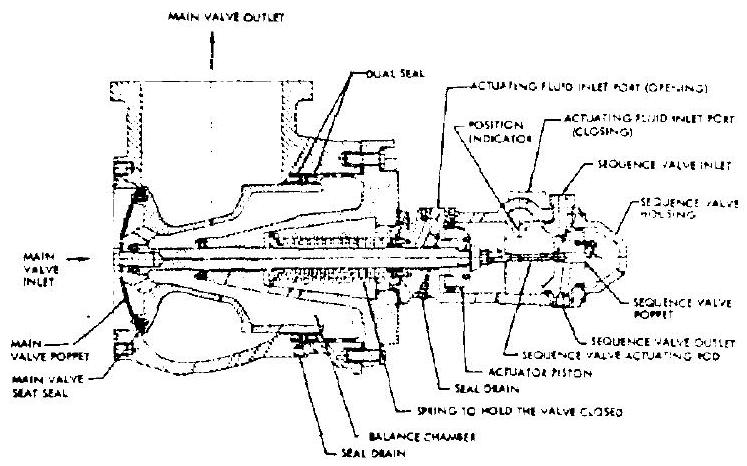 MAIN VALVE OUTLET
DUAL SEAL
ACTUATING FLUID INLET PORT (OPENING)
POSITION
INDICATOR
ACTUATING FLUID INLET PORT
(CLOSING)
SEQUENCE VALVE INLET
SEQUENCE VALVE
HOUSING
MAIN
VALVE
INLET
SEQUENCE VALVE
POPPET
MAIN
VALVE POPPET
SEQUENCE VALVE OUTLET
SEQUENCE VALVE ACTUATING ROD
MAIN VALVE
SEAT SEAL
ACTUATOR PISTON
SEAL DRAIN
SPRING TO HOLD THE VALVE CLOSED
BALANCE CHAMBER
SEAL DRAIN